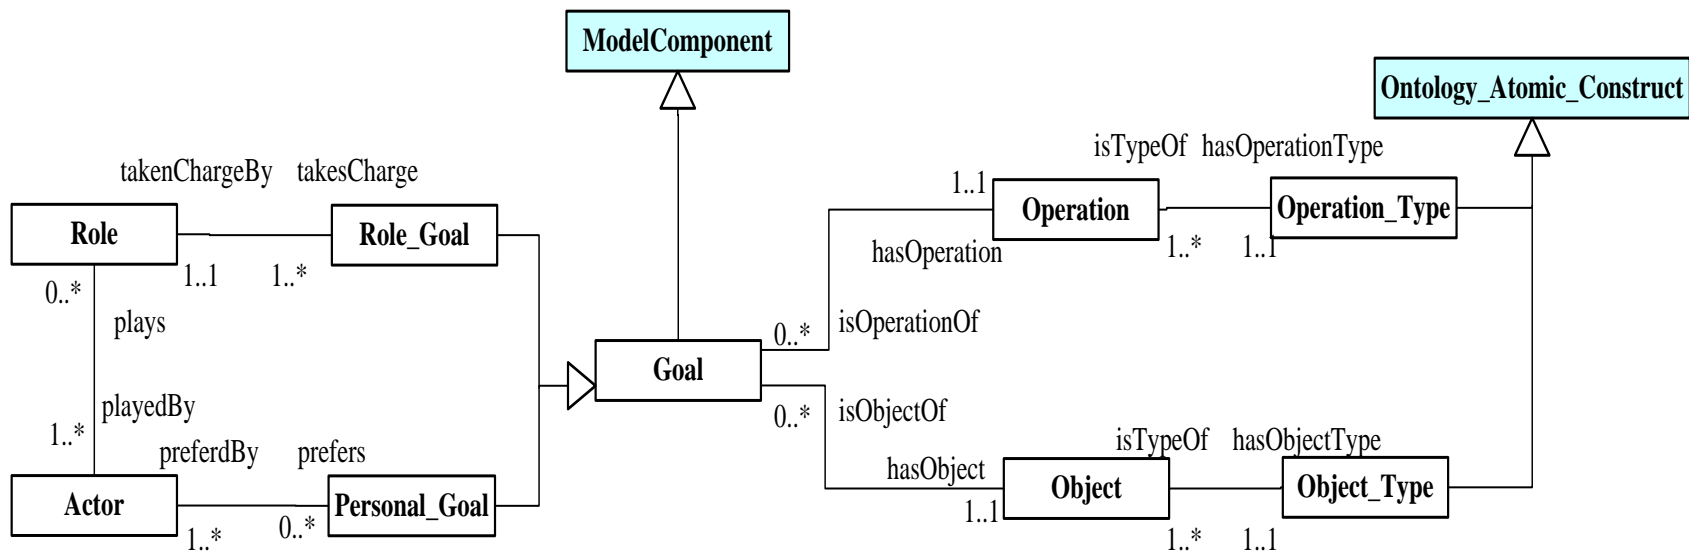 ModelComponent
Ontology_Atomic_Construct
isTypeOf hasOperationType
takenChargeBy takesCharge
1..1
Role
Role_Goal
Operation
Operation_Type
hasOperation
1..* 1..1
1..1 1..*
0..*
plays
0..* isOperationOf
Goal
playedBy
0..* isObjectOf
1..*
preferdBy prefers
isTypeOf hasObjectType
hasObject
Actor
Personal_Goal
Object
Object_Type
1..1
1..* 0..*
1..* 1..1